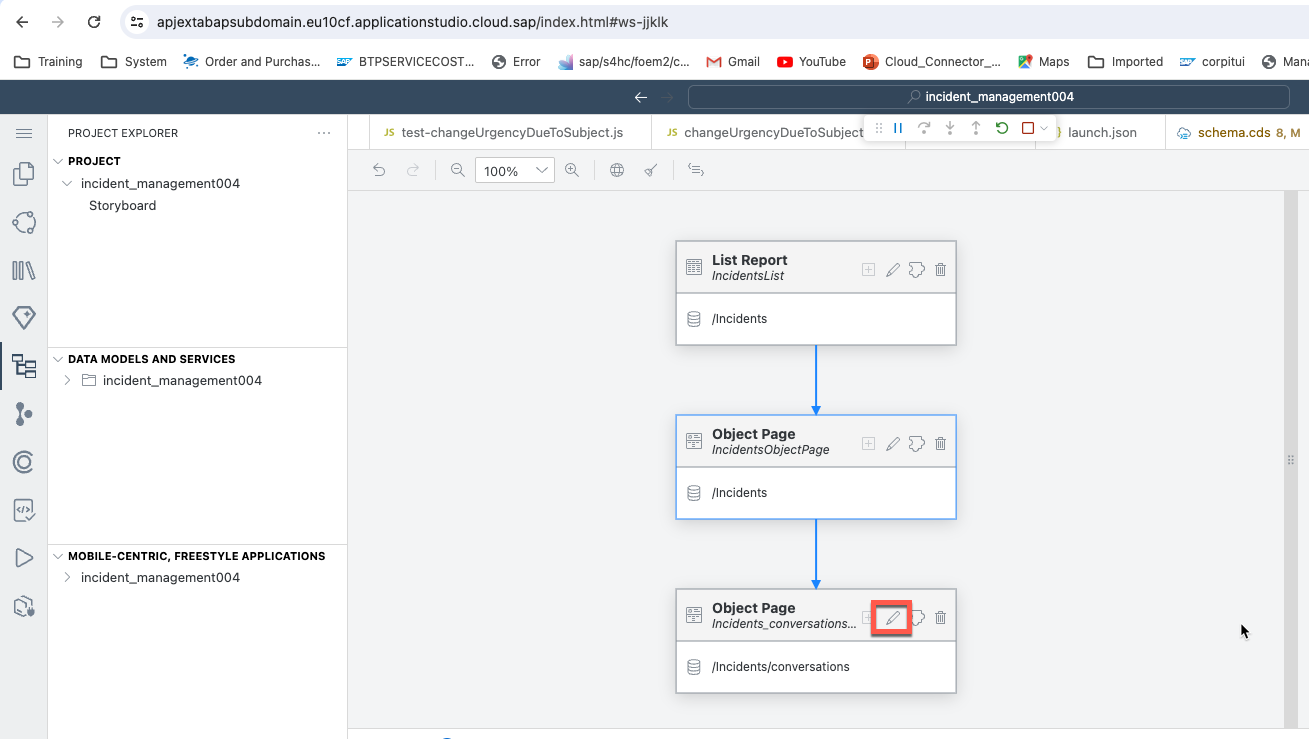 apjextabapsubdomain.eu10cf.applicationstudio.cloud.sap/index.html#ws-jjklk
Training System Order and Purchas... SAP BTPSERVICECOST... Error sap/s4hc/foem2/c... Gmail YouTube Cloud_Connector_... Maps Imported SAP corpitui Mana
incident_management004
PROJECT EXPLORER
JS test-changeUrgencyDueToSubject.js JS changeUrgencyDueToSubject launch.json schema.cds 8, M
PROJECT
incident_management004
Storyboard
100%
List Report
IncidentsList
/Incidents
DATA MODELS AND SERVICES
incident_management004
Object Page
IncidentsObjectPage
/Incidents
MOBILE-CENTRIC, FREESTYLE APPLICATIONS
incident_management004
Object Page
Incidents_conversations...
/Incidents/conversations